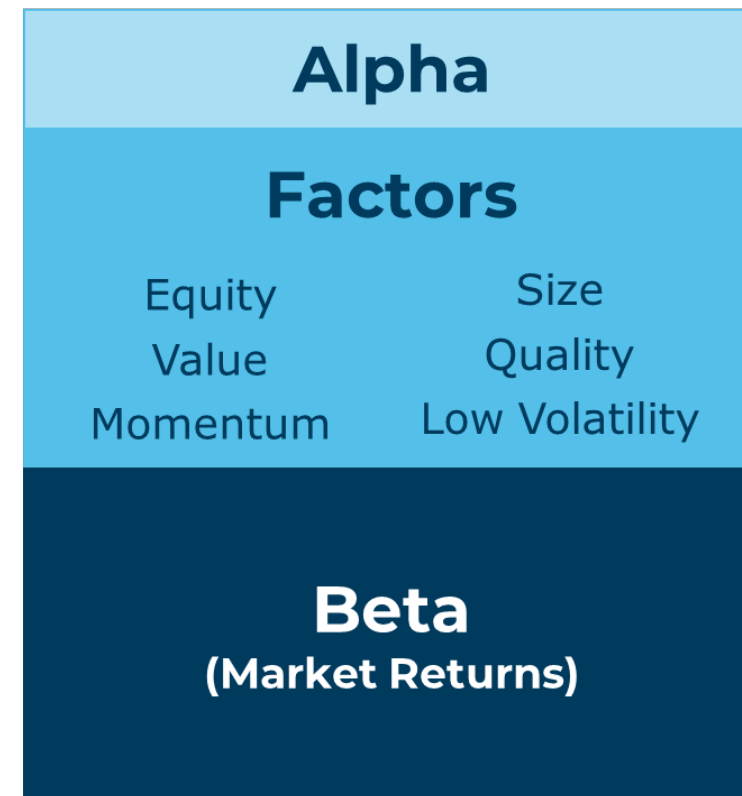 Alpha
Factors
Equity
Value
Momentum
Size
Quality
Low Volatility
Beta
(Market Returns)